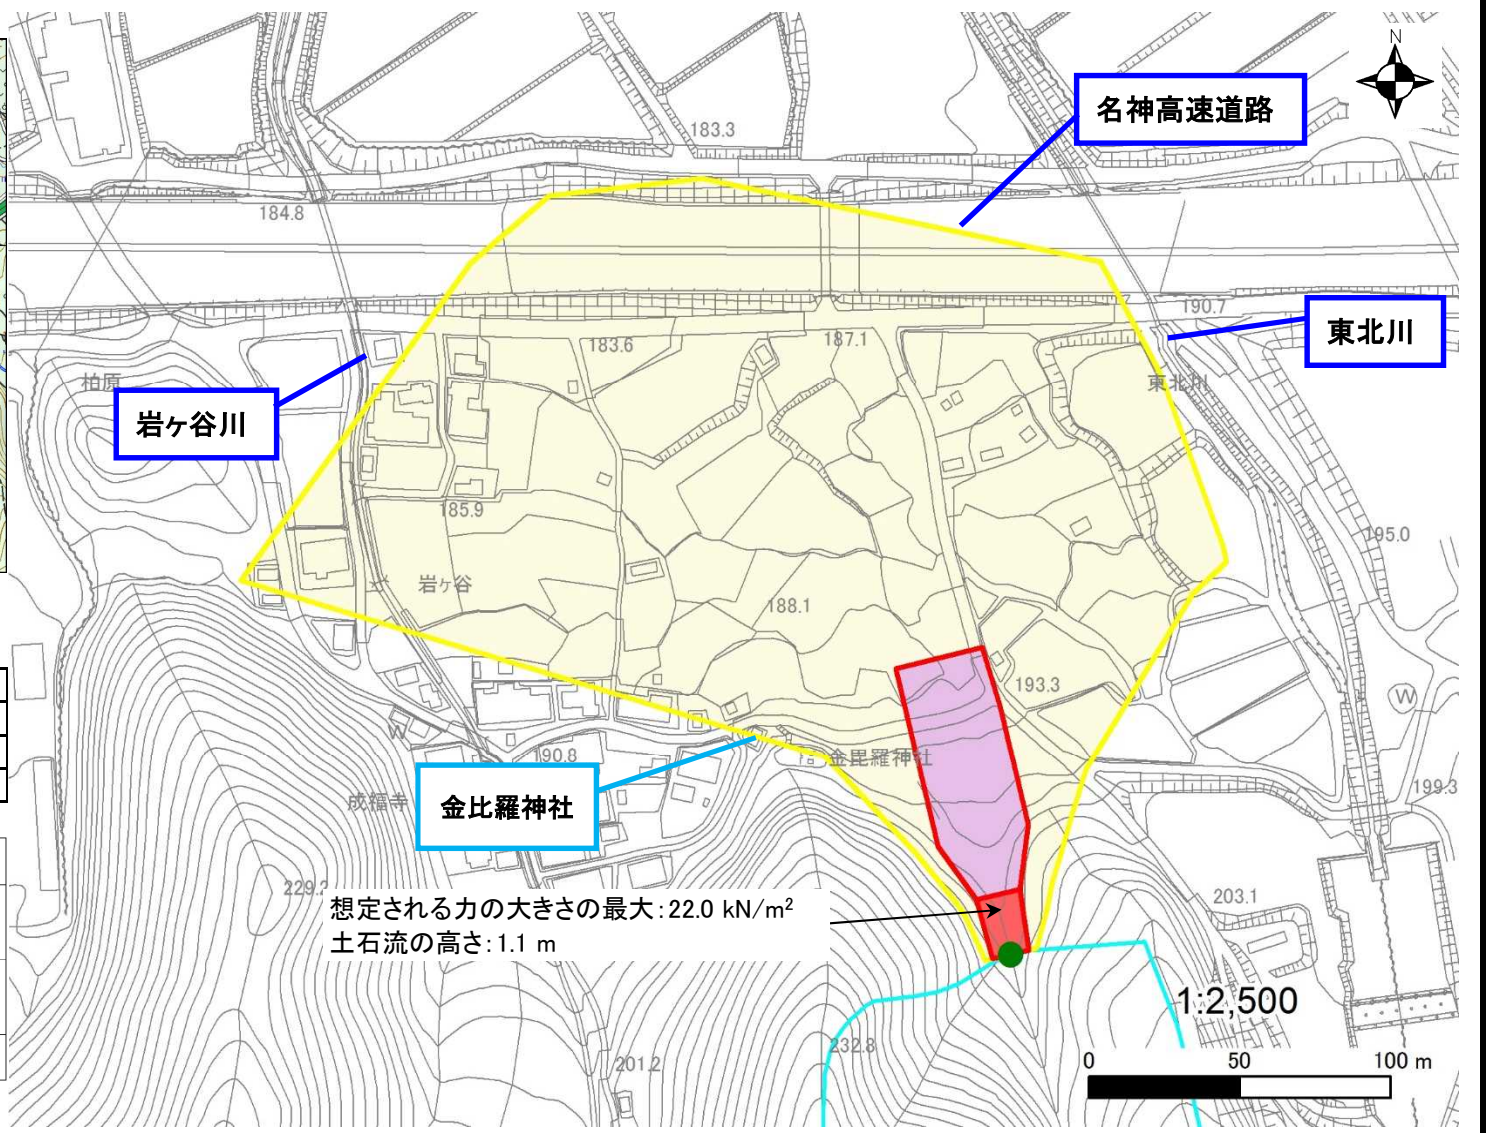 N
名神高速道路
183.3
184.8
190.7
東北川
183.6
187.1
柏原
東北川
岩ヶ谷川
185.9
195.0
岩ヶ谷
188.1
193.3
W
W
190.8
金毘羅神社
199.3
成福寺
金比羅神社
229.2
203.1
想定される力の大きさの最大:22.0 kN/m²
土石流の高さ:1.1 m
1:2,500
232.8
201.2
0 50 100 m